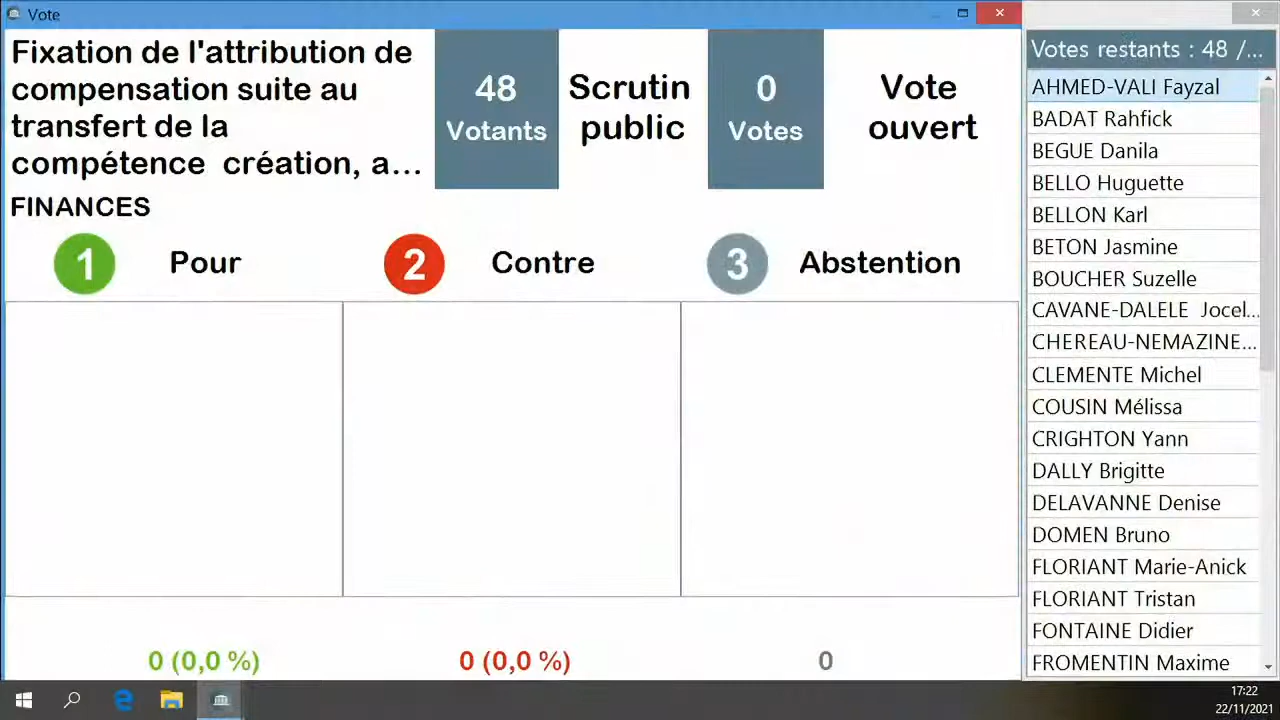 Vote
Fixation de l'attribution de
compensation suite au
transfert de la
compétence création, a...
FINANCES
48
Votants
Scrutin
public
0
Votes
Vote
ouvert
1 Pour
2 Contre
3 Abstention
0 (0,0 %)
0 (0,0 %)
0
Votes restants : 48 /...
AHMED-VALI Fayzal
BADAT Rahfick
BEGUE Danila
BELLO Huguette
BELLON Karl
BETON Jasmine
BOUCHER Suzelle
CAVANE-DALELE Jocel...
CHEREAU-NEMAZINE...
CLEMENTE Michel
COUSIN Mélissa
CRIGHTON Yann
DALLY Brigitte
DELAVANNE Denise
DOMEN Bruno
FLORIANT Marie-Anick
FLORIANT Tristan
FONTAINE Didier
FROMENTIN Maxime
17:22
22/11/2021